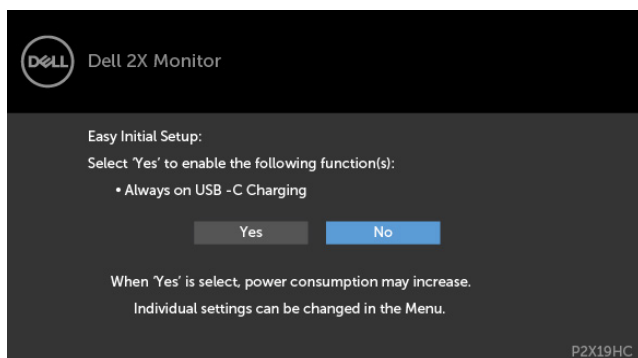 DELL Dell 2X Monitor
Easy Initial Setup:
Select ‘Yes’ to enable the following function(s):
• Always on USB -C Charging
Yes No
When ‘Yes’ is select, power consumption may increase.
Individual settings can be changed in the Menu.
P2X19HC